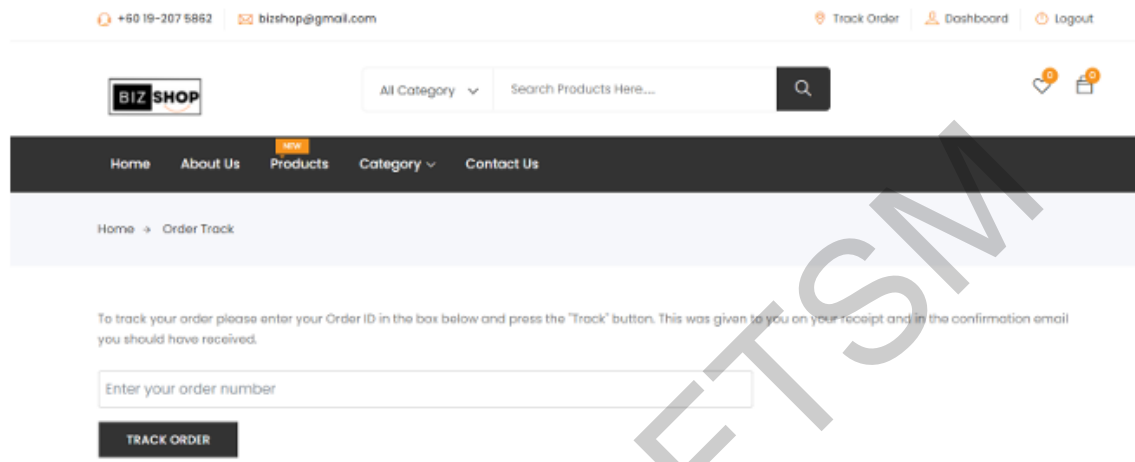 +60 19-207 5862 bizshop@gmail.com Track Order Dashboard Logout
BIZ SHOP All Category Search Products Here.... 0 0
NEW
Home About Us Products Category Contact Us
Home → Order Track
To track your order please enter your Order ID in the box below and press the "Track" button. This was given to you on your receipt and in the confirmation email
you should have received.
Enter your order number
TRACK ORDER
FTSM